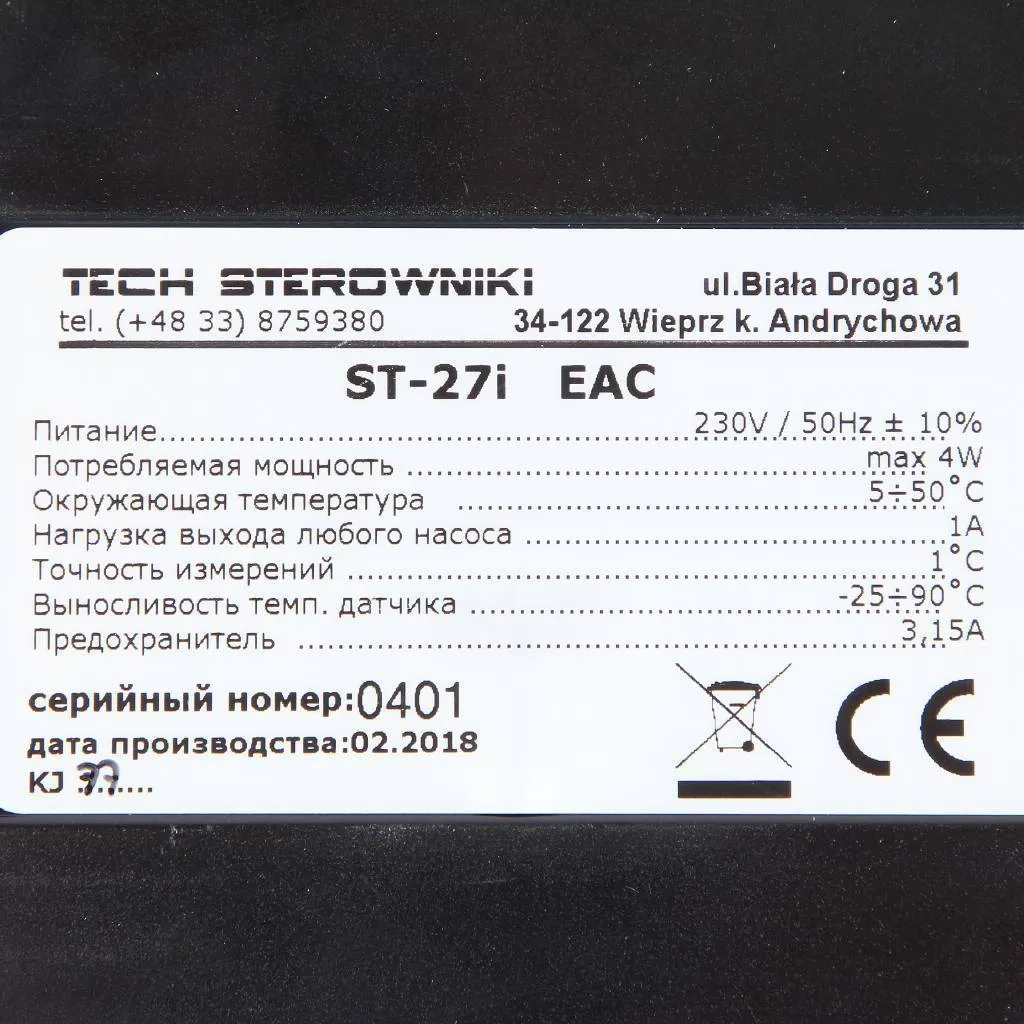 TECH STEROWNIKI
ul.Biała Droga 31
tel. (+48 33) 8759380
34-122 Wieprz k. Andrychowa
ST-27i EAC
Питание.......................................................... 230V / 50Hz ± 10%
Потребляемая мощность .......................................................... max 4W
Окружающая температура .......................................................... 5÷50°C
Нагрузка выхода любого насоса .......................................................... 1A
Точность измерений .......................................................... 1°C
Выносливость темп. датчика .......................................................... -25÷90°C
Предохранитель .......................................................... 3,15A
серийный номер:0401
дата производства:02.2018
KJ .......
CE